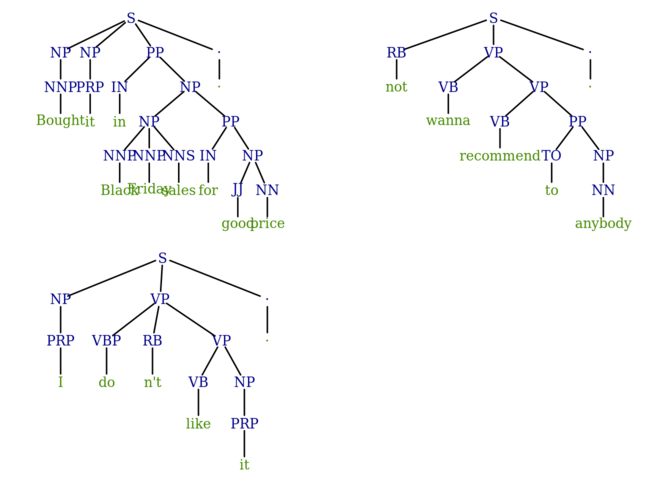 S S
NP NP PP . RB VP .
NNP PRP IN NP . not VB VP .
Bought it in NP PP wanna VB PP
NNP NNP NNS IN NP recommend TO NP
Black Friday sales for JJ NN to NN
good price anybody
S
NP VP .
PRP VBP RB VP .
I do n't VB NP
like PRP
it